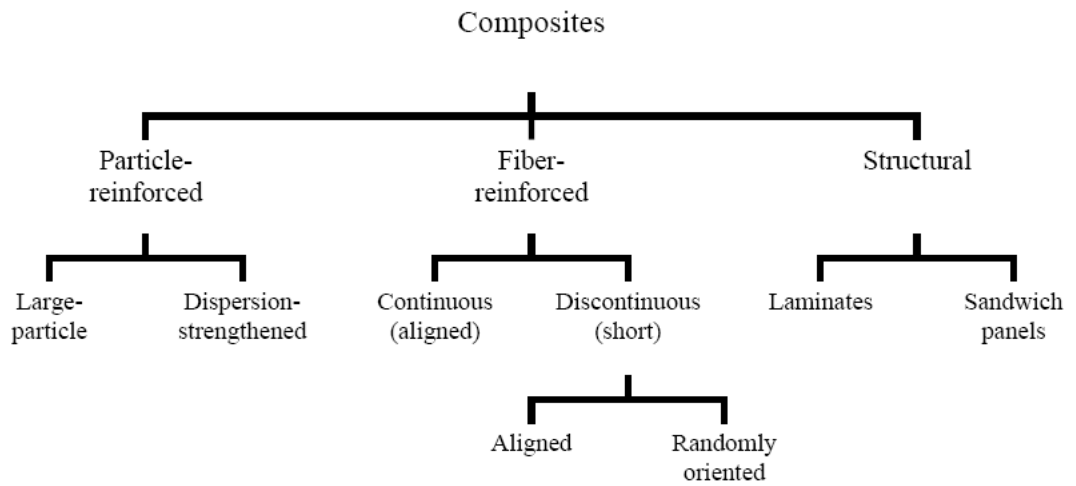 Composites
Particle-
reinforced
Fiber-
reinforced
Structural
Large-
particle
Dispersion-
strengthened
Continuous
(aligned)
Discontinuous
(short)
Laminates
Sandwich
panels
Aligned
Randomly
oriented